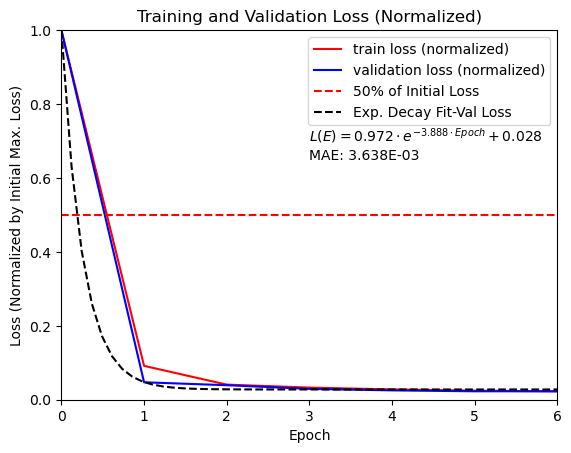 Training and Validation Loss (Normalized)
Loss (Normalized by Initial Max. Loss)
1.0
0.8
0.6
0.4
0.2
0.0
train loss (normalized)
validation loss (normalized)
50% of Initial Loss
Exp. Decay Fit-Val Loss
L(E) = 0.972 · e^{−3.888 · Epoch} + 0.028
MAE: 3.638E-03
0 1 2 3 4 5 6
Epoch